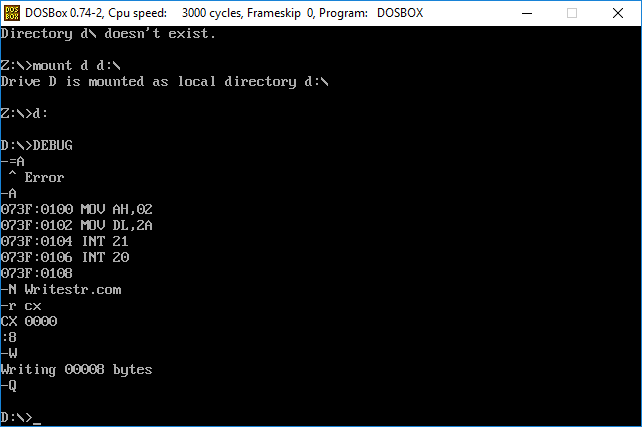 DOSBox 0.74-2, Cpu speed: 3000 cycles, Frameskip 0, Program: DOSBOX
Directory d\ doesn't exist.
Z:\>mount d d:\
Drive D is mounted as local directory d:\
Z:\>d:
D:\>DEBUG
-=A
 ^ Error
-A
073F:0100 MOV AH,02
073F:0102 MOV DL,2A
073F:0104 INT 21
073F:0106 INT 20
073F:0108
-N Writestr.com
-r cx
CX 0000
:8
-W
Writing 00008 bytes
-Q
D:\>_